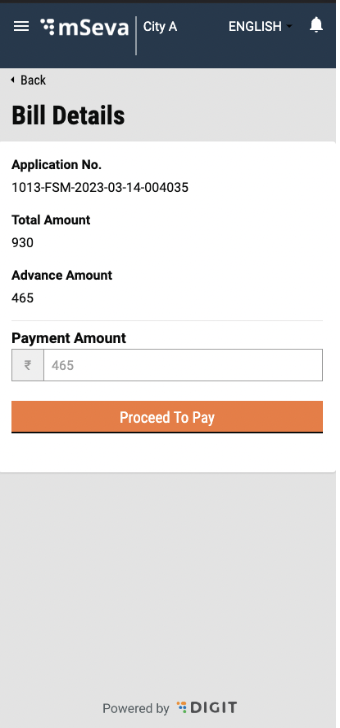 mSeva City A ENGLISH
Back
Bill Details
Application No.
1013-FSM-2023-03-14-004035
Total Amount
930
Advance Amount
465
Payment Amount
₹ 465
Proceed To Pay
Powered by DIGIT